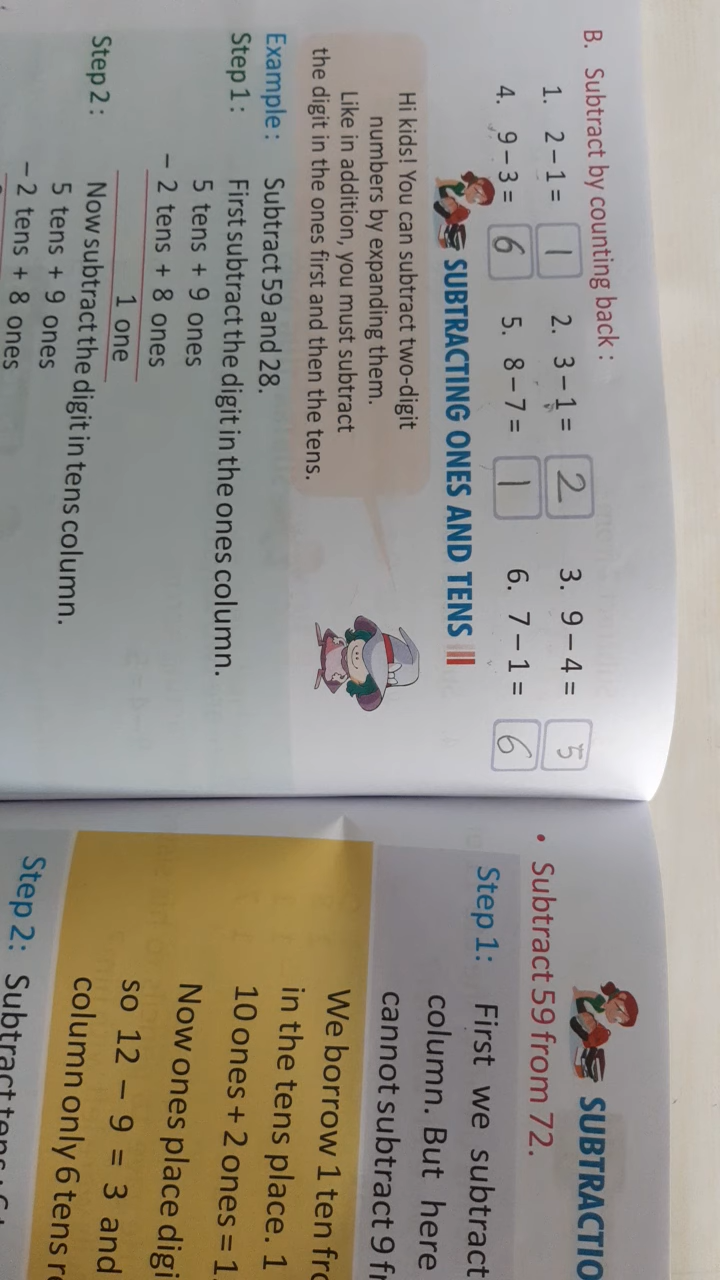 B. Subtract by counting back :
1. 2 – 1 = 1 2. 3 – 1 = 2 3. 9 – 4 = 5
4. 9 – 3 = 6 5. 8 – 7 = 1 6. 7 – 1 = 6
SUBTRACTING ONES AND TENS
Hi kids! You can subtract two-digit
numbers by expanding them.
Like in addition, you must subtract
the digit in the ones first and then the tens.
Example : Subtract 59 and 28.
Step 1 : First subtract the digit in the ones column.
5 tens + 9 ones
– 2 tens + 8 ones
1 one
Step 2 : Now subtract the digit in tens column.
5 tens + 9 ones
– 2 tens + 8 ones
SUBTRACTIO
• Subtract 59 from 72.
Step 1: First we subtract
column. But here
cannot subtract 9 fr
We borrow 1 ten fro
in the tens place. 1
10 ones + 2 ones = 1
Now ones place digi
so 12 – 9 = 3 and
column only 6 tens r
Step 2: Subtract tens